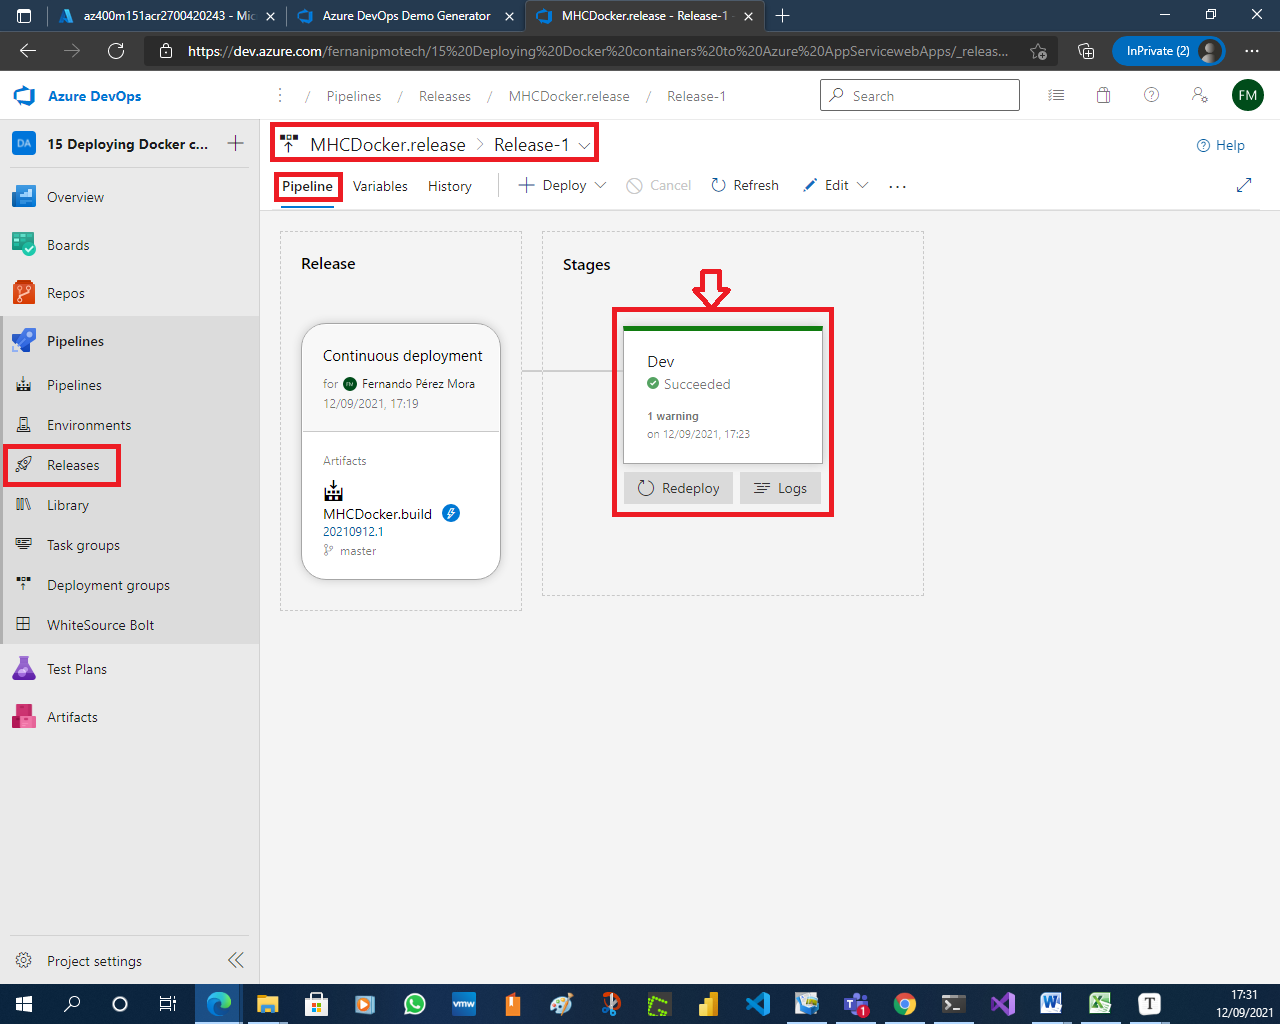 az400m151acr2700420243 - Mic
Azure DevOps Demo Generator
MHCDocker.release - Release-1 -
https://dev.azure.com/fernanipmotech/15%20Deploying%20Docker%20containers%20to%20Azure%20AppServicewebApps/_releas...
InPrivate (2)
Azure DevOps
/ Pipelines / Releases / MHCDocker.release / Release-1
Search
FM
DA 15 Deploying Docker c...
MHCDocker.release > Release-1
Help
Pipeline Variables History
Deploy
Cancel
Refresh
Edit
...
Overview
Boards
Repos
Pipelines
Pipelines
Environments
Releases
Library
Task groups
Deployment groups
WhiteSource Bolt
Test Plans
Artifacts
Project settings
Release
Continuous deployment
for FM Fernando Pérez Mora
12/09/2021, 17:19
Artifacts
MHCDocker.build
20210912.1
master
Stages
Dev
Succeeded
1 warning
on 12/09/2021, 17:23
Redeploy
Logs
vmw
1
W
X
T
17:31
12/09/2021